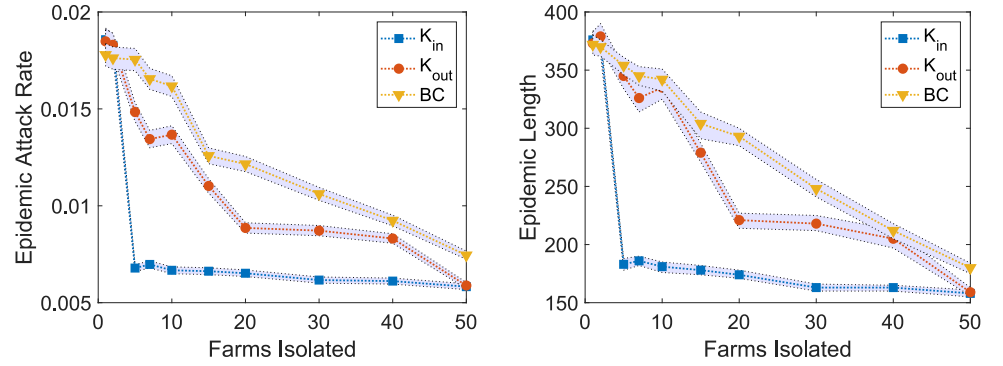 0.02
0.015
0.01
0.005
Epidemic Attack Rate
0 10 20 30 40 50
Farms Isolated
K_in
K_out
BC
400
350
300
250
200
150
Epidemic Length
0 10 20 30 40 50
Farms Isolated
K_in
K_out
BC